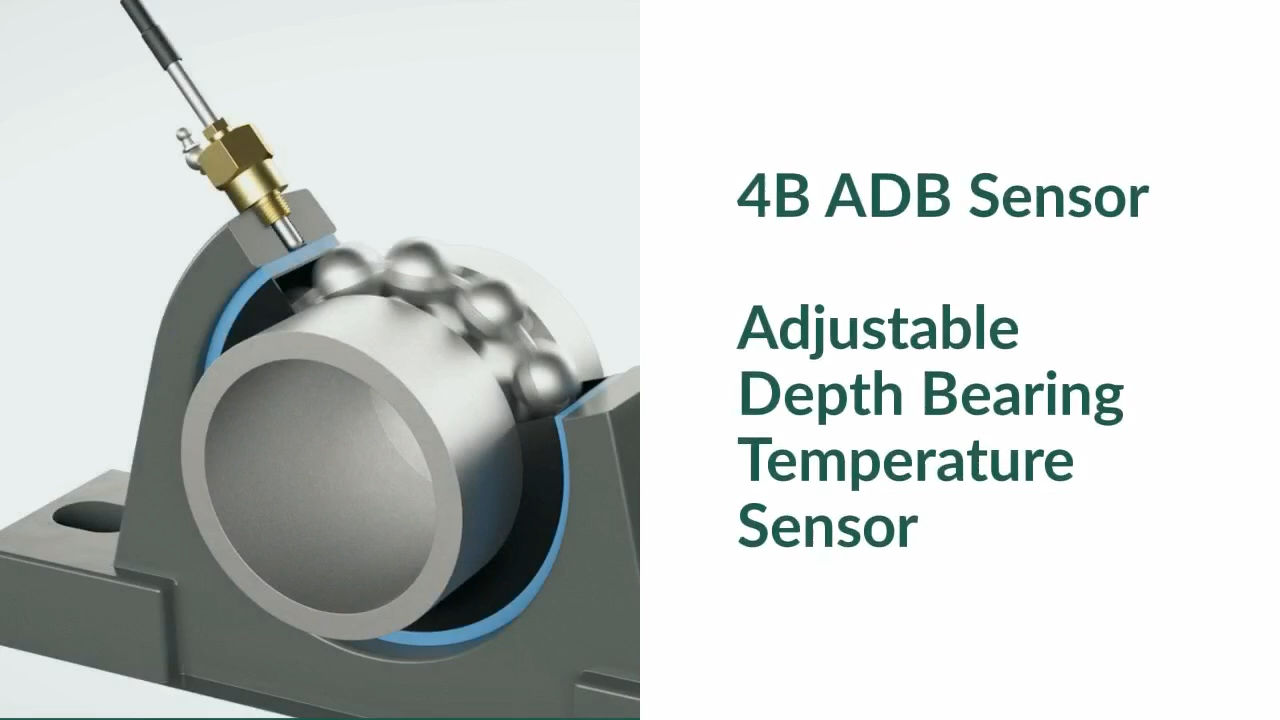 4B ADB Sensor
Adjustable
Depth Bearing
Temperature
Sensor